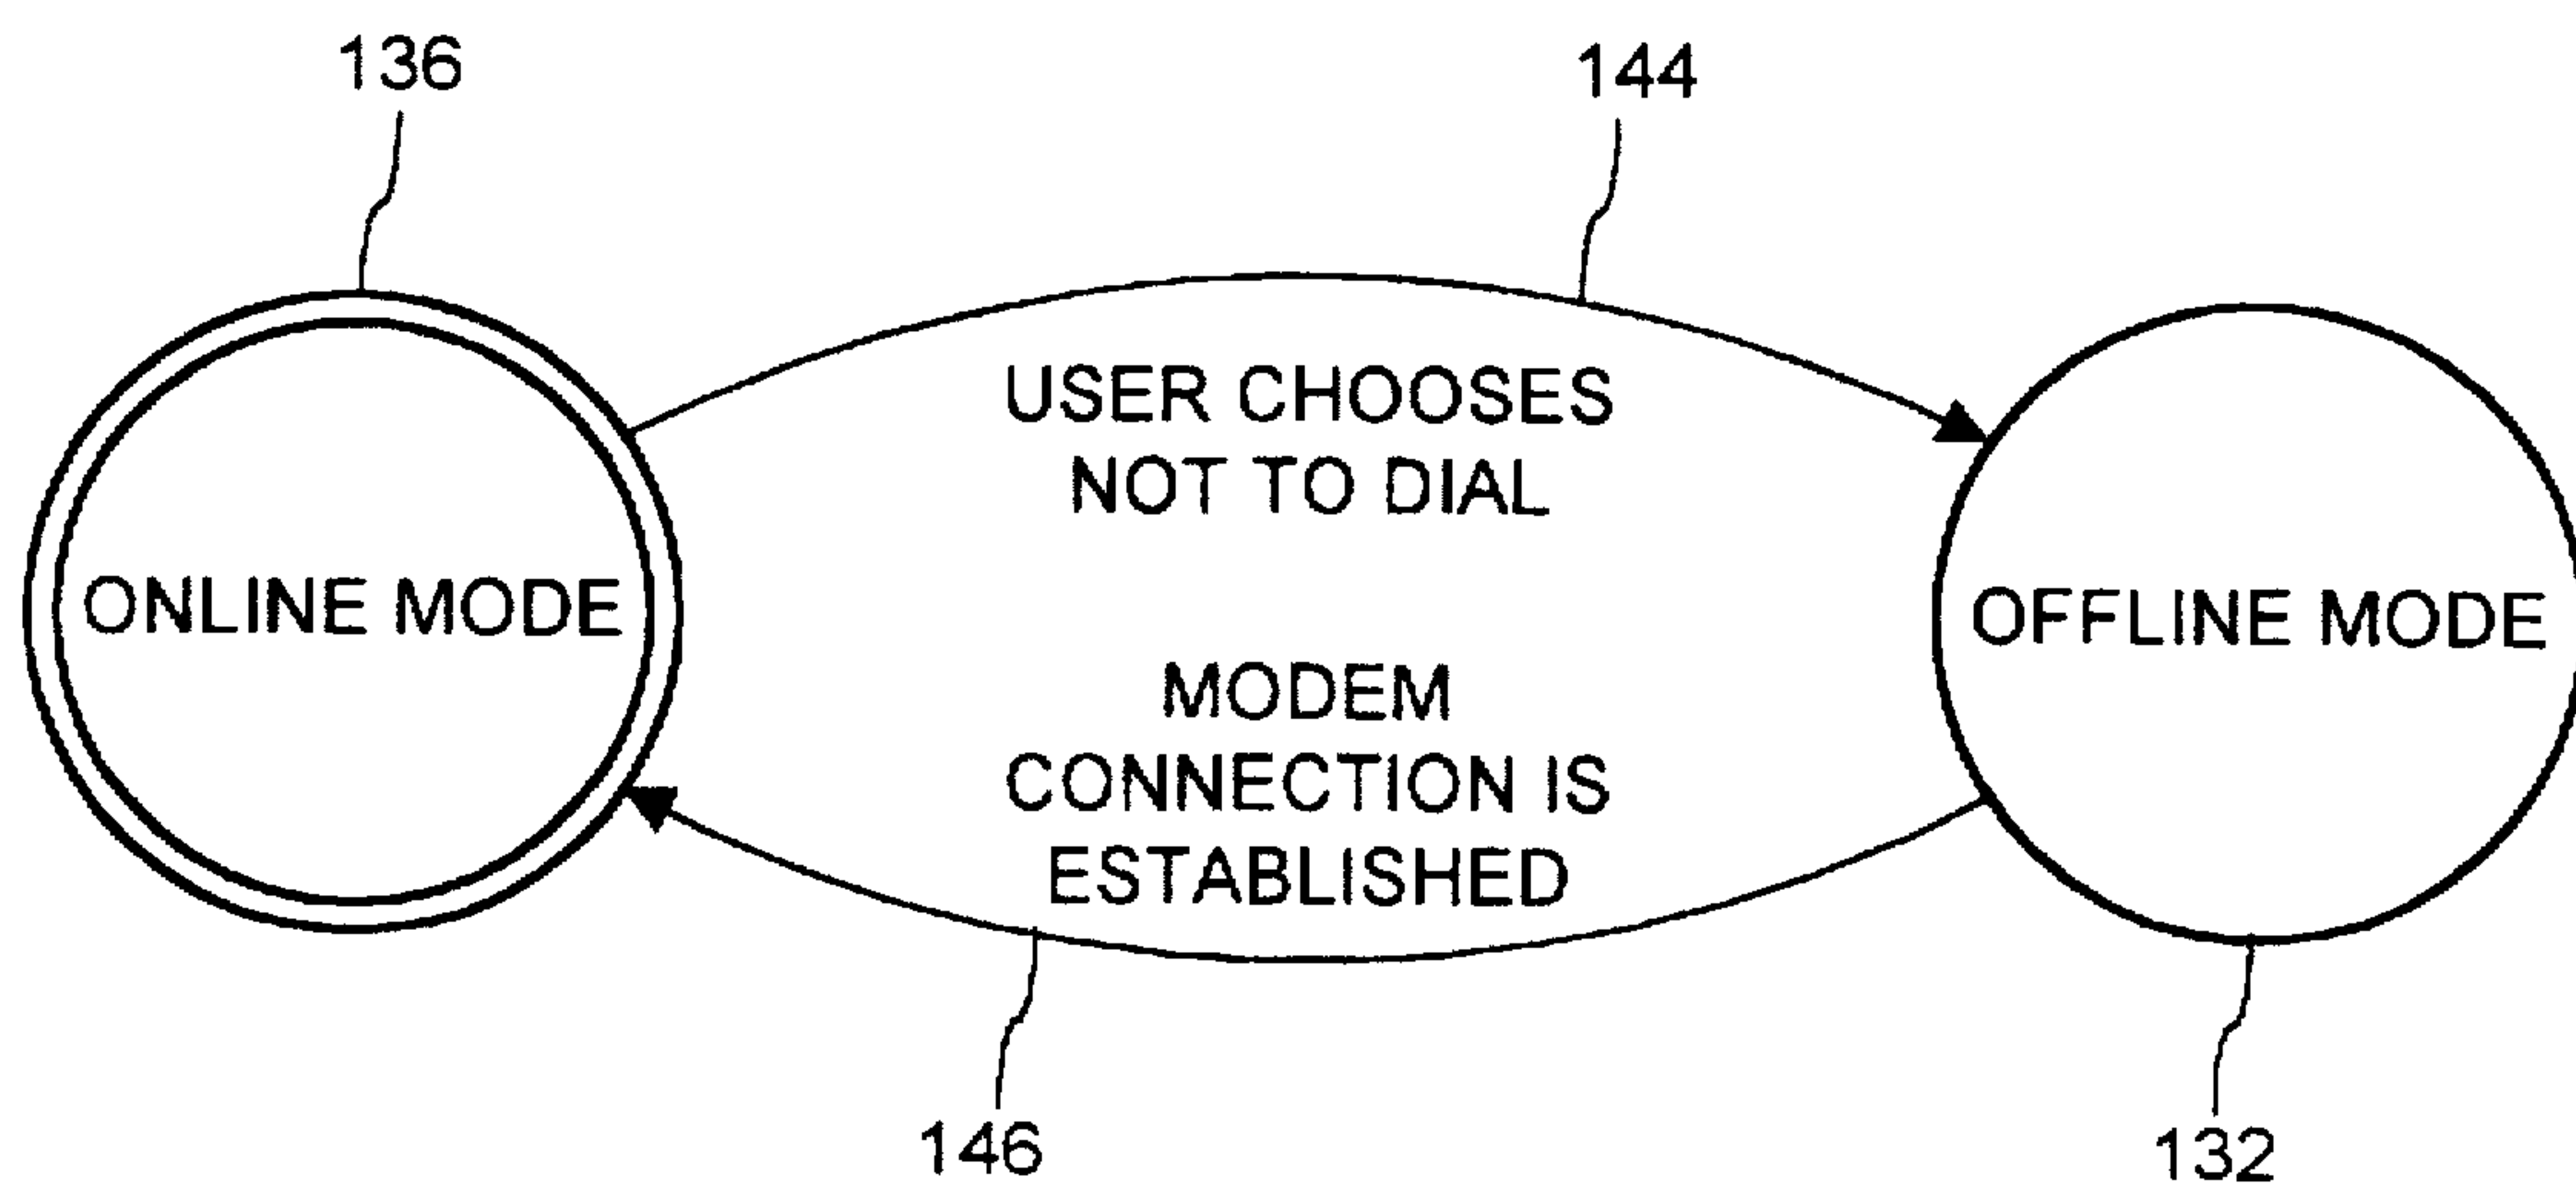 136
144
USER CHOOSES
NOT TO DIAL
ONLINE MODE
OFFLINE MODE
MODEM
CONNECTION IS
ESTABLISHED
146
132